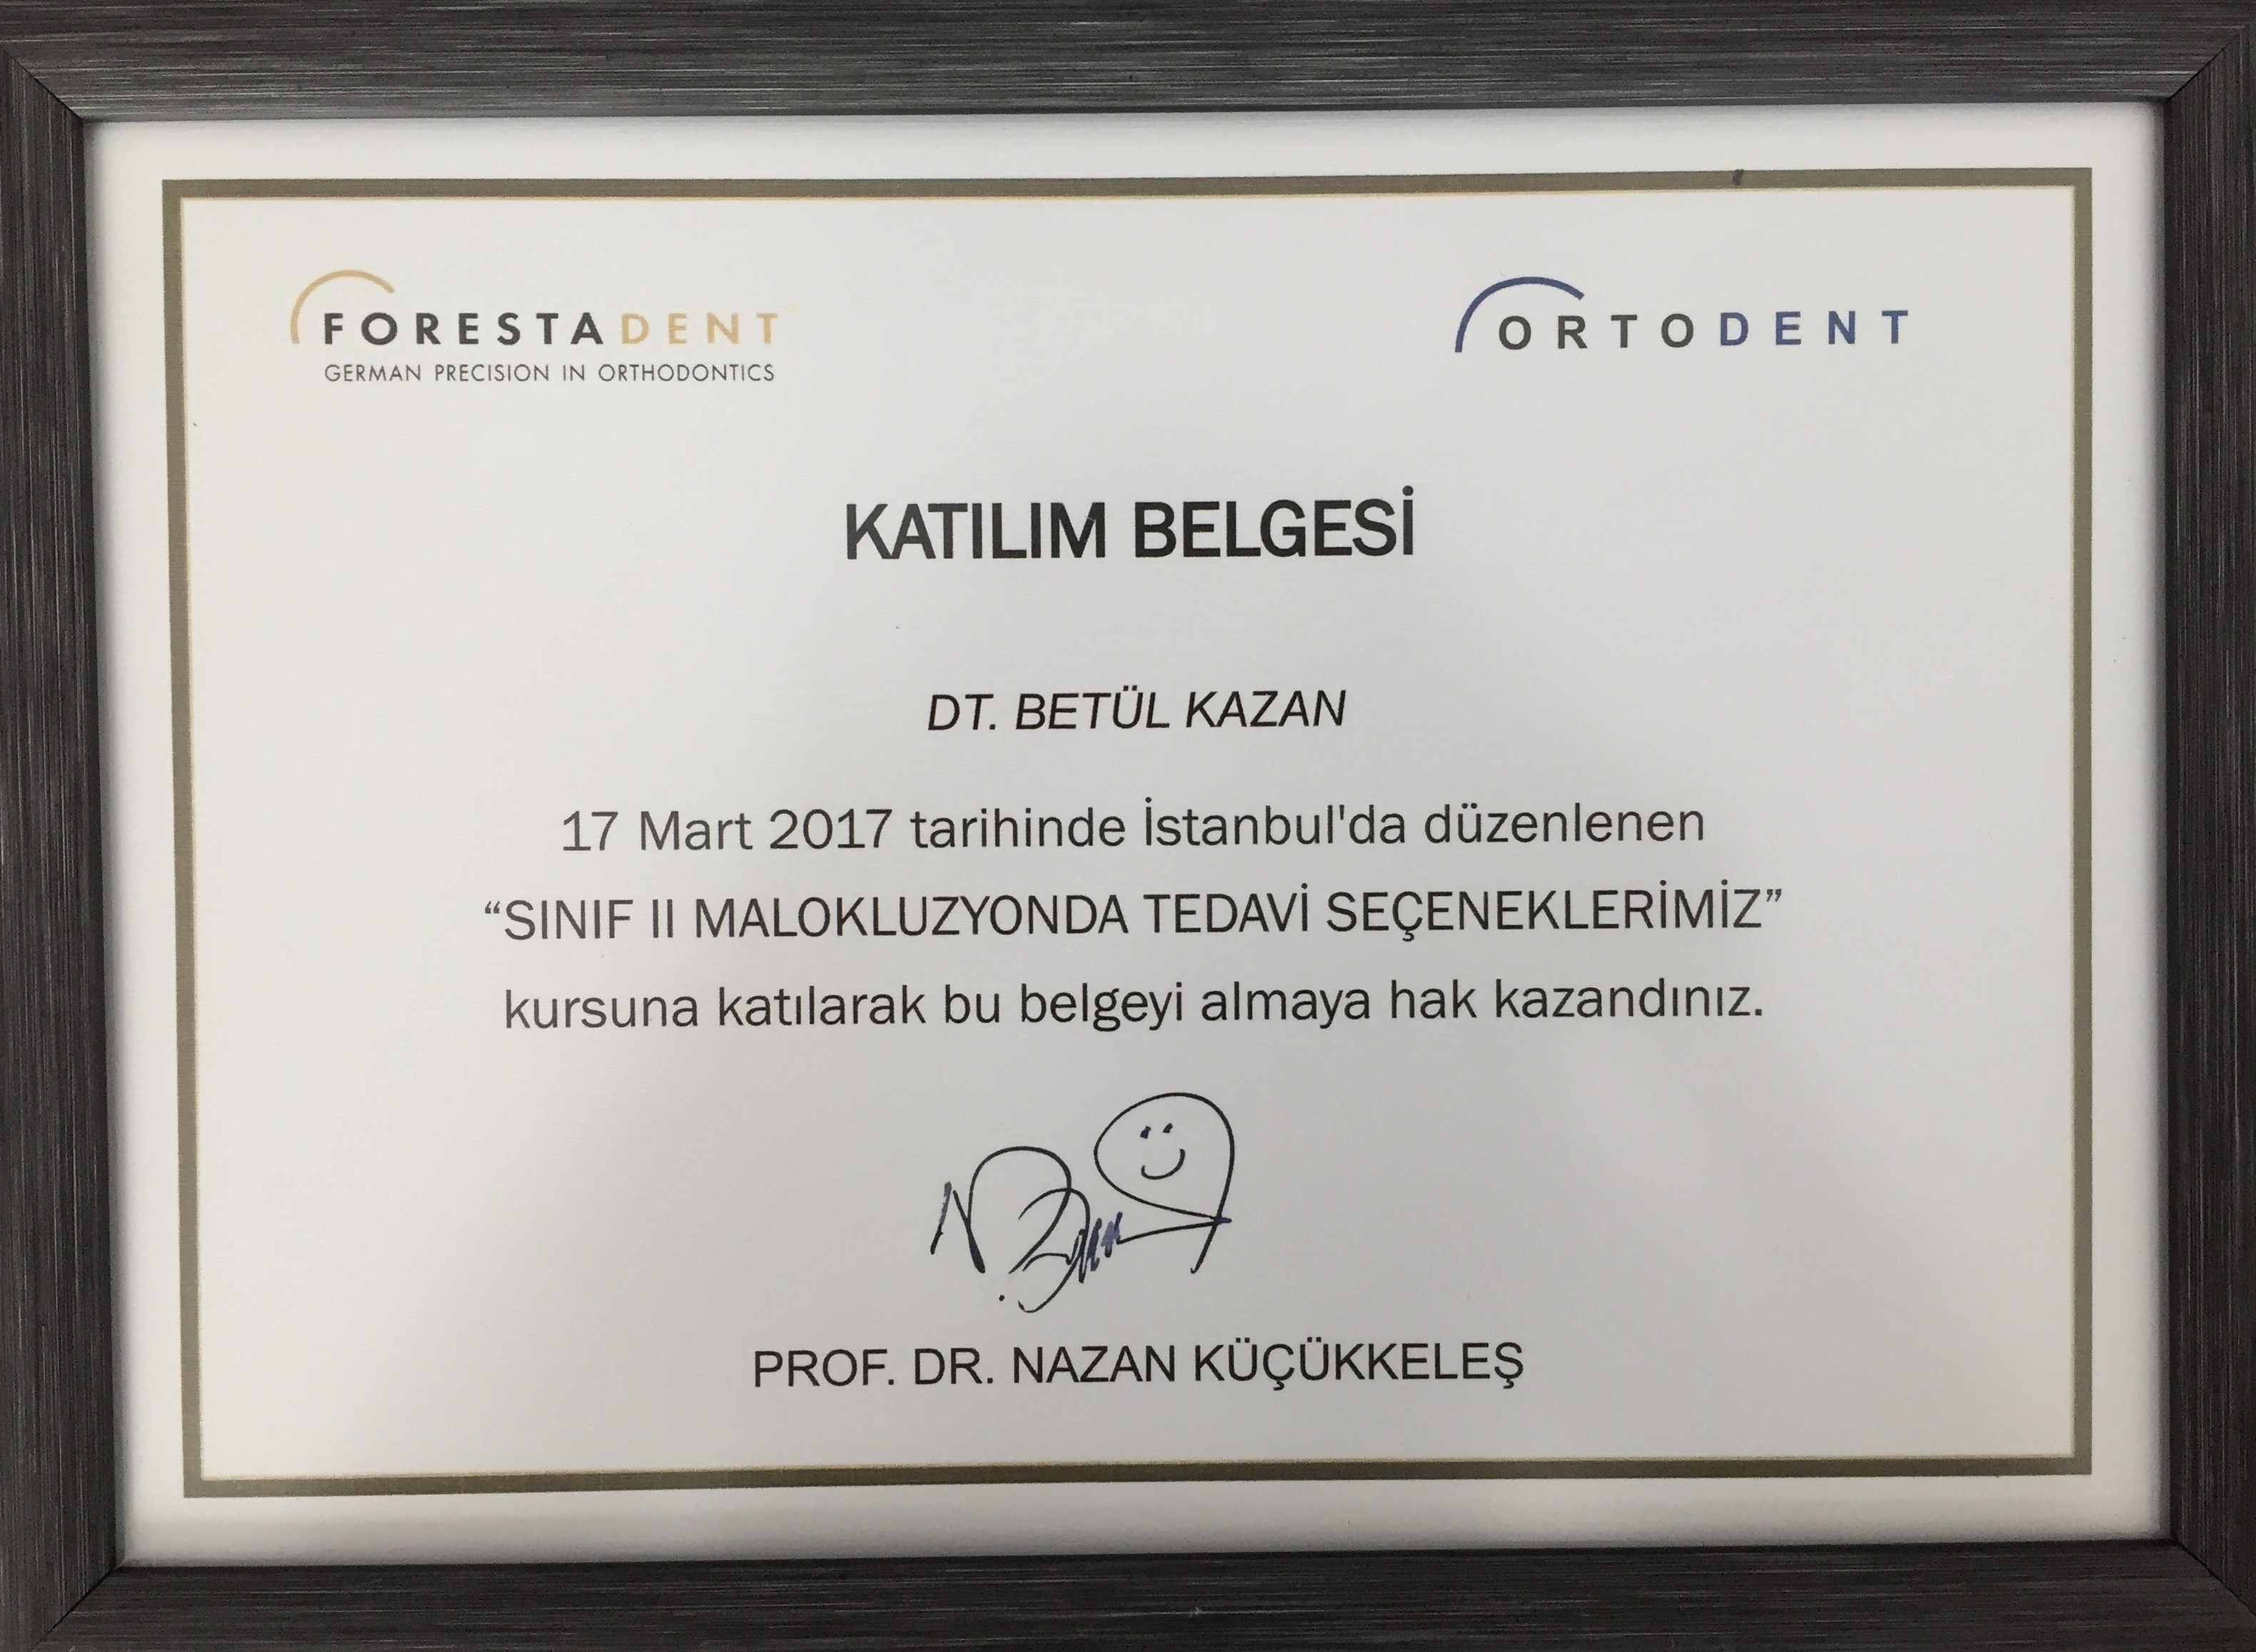 FORESTADENT
GERMAN PRECISION IN ORTHODONTICS
ORTODENT
KATILIM BELGESİ
DT. BETÜL KAZAN
17 Mart 2017 tarihinde İstanbul'da düzenlenen
“SINIF II MALOKLUZYONDA TEDAVİ SEÇENEKLERİMİZ”
kursuna katılarak bu belgeyi almaya hak kazandınız.
PROF. DR. NAZAN KÜÇÜKKELEŞ